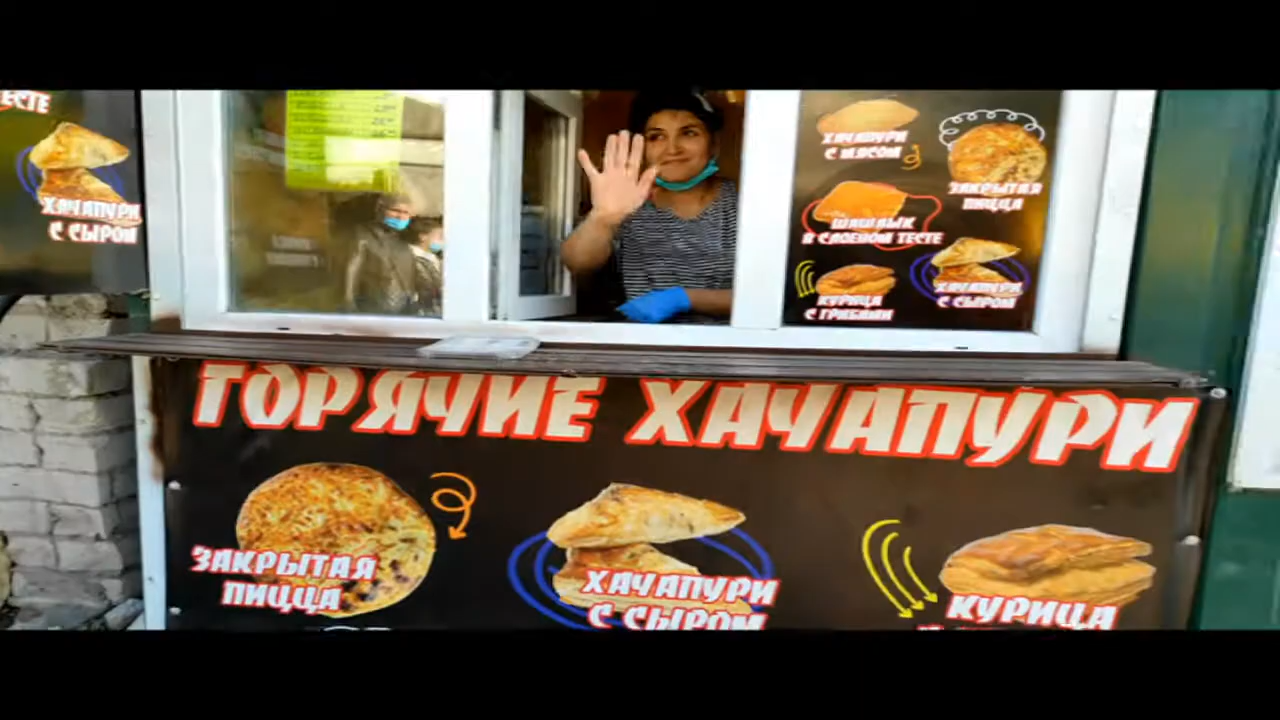 ЕСТЕ
ХАЧАПУРИ
С СЫРОМ
ХАЧАПУРИ
С МЯСОМ
ЗАКРЫТАЯ
ПИЦЦА
ШАШЛЫК
В СЛОЕНОМ ТЕСТЕ
КУРИЦА
С ГРИБАМИ
ХАЧАПУРИ
С СЫРОМ
ГОРЯЧИЕ ХАЧАПУРИ
ЗАКРЫТАЯ
ПИЦЦА
ХАЧАПУРИ
С СЫРОМ
КУРИЦА